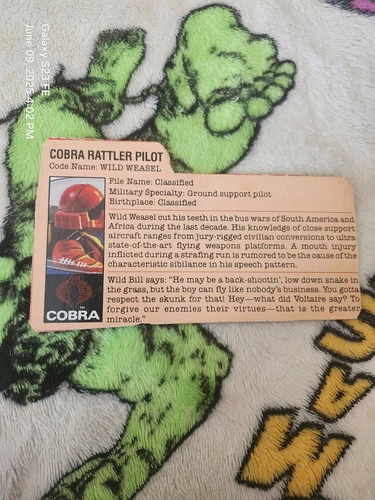 COBRA RATTLER PILOT
Code Name: WILD WEASEL
File Name: Classified
Military Specialty: Ground support pilot
Birthplace: Classified
Wild Weasel cut his teeth in the bus wars of South America and
Africa during the last decade. His knowledge of close support
aircraft ranges from jury-rigged civilian conversions to ultra
state-of-the-art flying weapons platforms. A mouth injury
inflicted during a strafing run is rumored to be the cause of the
characteristic sibilance in his speech pattern.
Wild Bill says: "He may be a back-shootin', low down snake in
the grass, but the boy can fly like nobody's business. You gotta
respect the skunk for that! Hey—what did Voltaire say? To
forgive our enemies their virtues—that is the greater
miracle."
COBRA
Galaxy S23 FE
June 09, 2025 4:02 PM